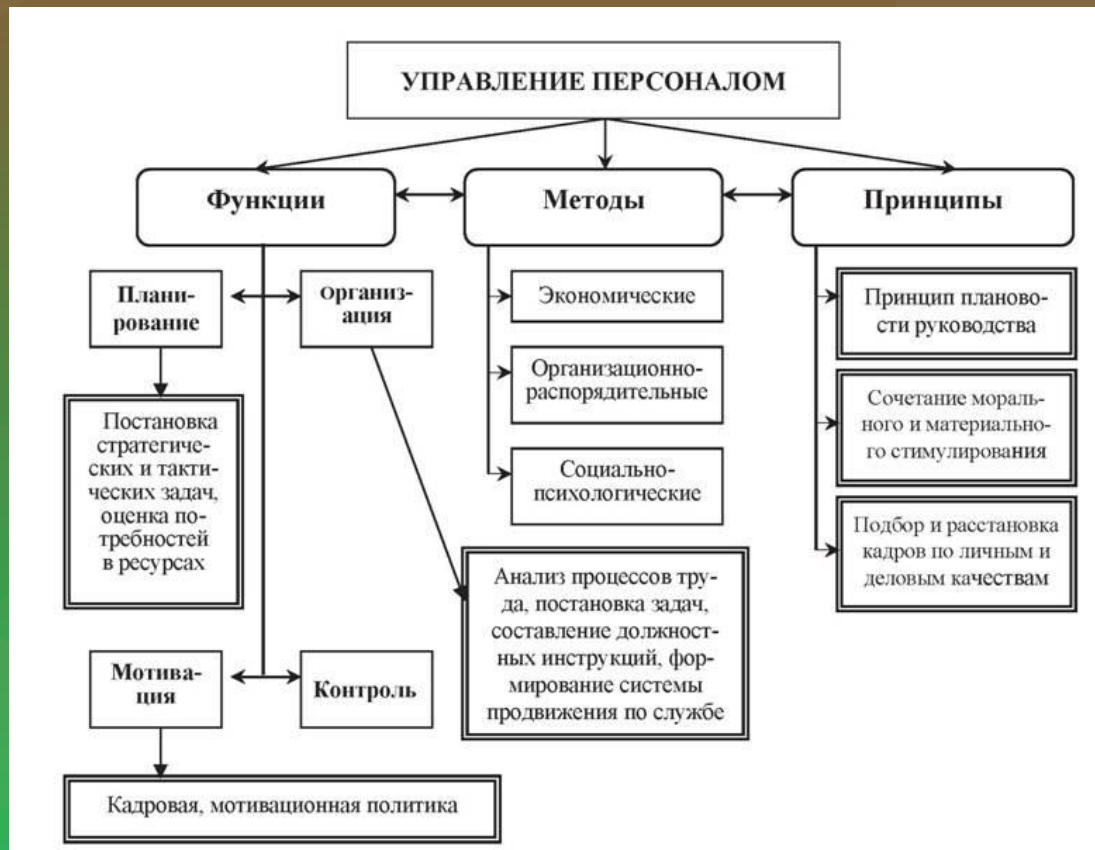 УПРАВЛЕНИЕ ПЕРСОНАЛОМ
Функции
Методы
Принципы
Плани-
рование
Организ-
ация
Экономические
Организационно-
распорядительные
Социально-
психологические
Принцип планово-
сти руководства
Сочетание мораль-
ного и материально-
го стимулирования
Подбор и расстановка
кадров по личным и
деловым качествам
Постановка
стратегиче-
ских и такти-
ческих задач,
оценка по-
требностей
в ресурсах
Анализ процессов тру-
да, постановка задач,
составление должност-
ных инструкций, фор-
мирование системы
продвижения по службе
Мотива-
ция
Контроль
Кадровая, мотивационная политика